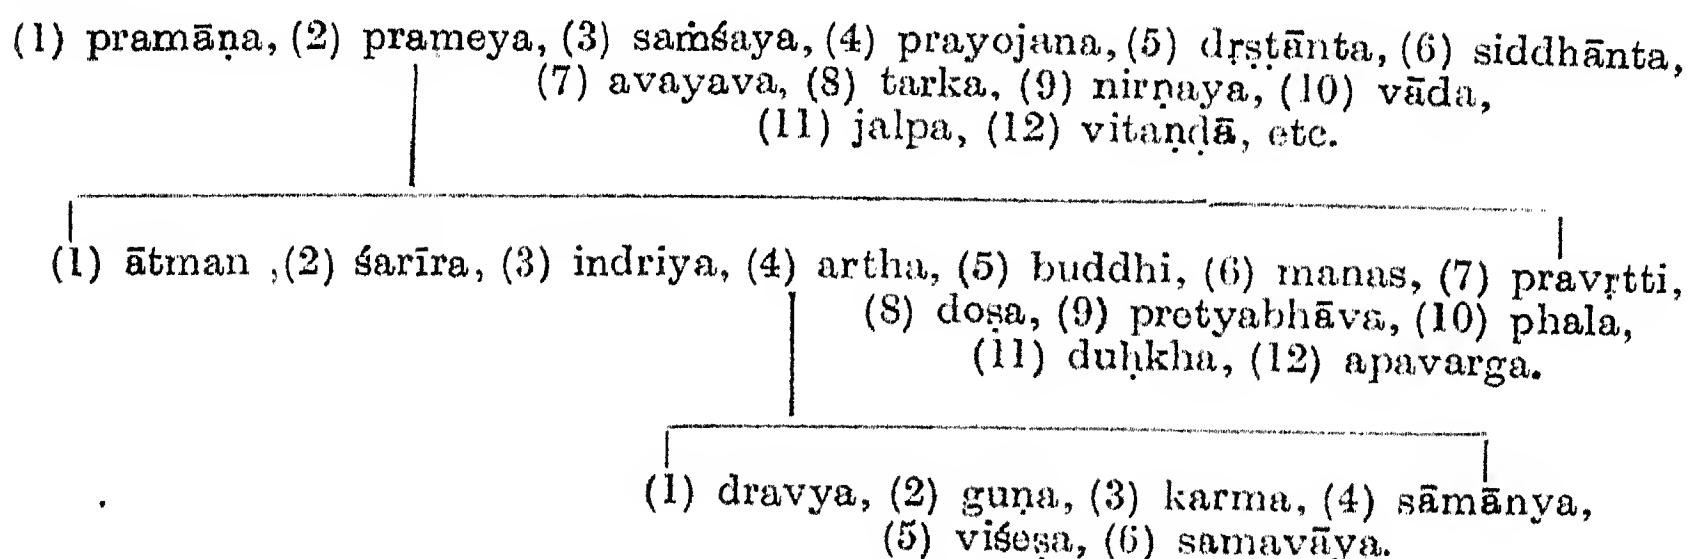 (1) pramāṇa, (2) prameya, (3) saṁśaya, (4) prayojana, (5) dṛṣṭānta, (6) siddhānta,
(7) avayava, (8) tarka, (9) nirṇaya, (10) vāda,
(11) jalpa, (12) vitaṇḍā, etc.
(1) ātman ,(2) śarīra, (3) indriya, (4) artha, (5) buddhi, (6) manas, (7) pravṛtti,
(8) doṣa, (9) pretyabhāva, (10) phala,
(11) duḥkha, (12) apavarga.
(1) dravya, (2) guṇa, (3) karma, (4) sāmānya,
(5) viśeṣa, (6) samavāya.